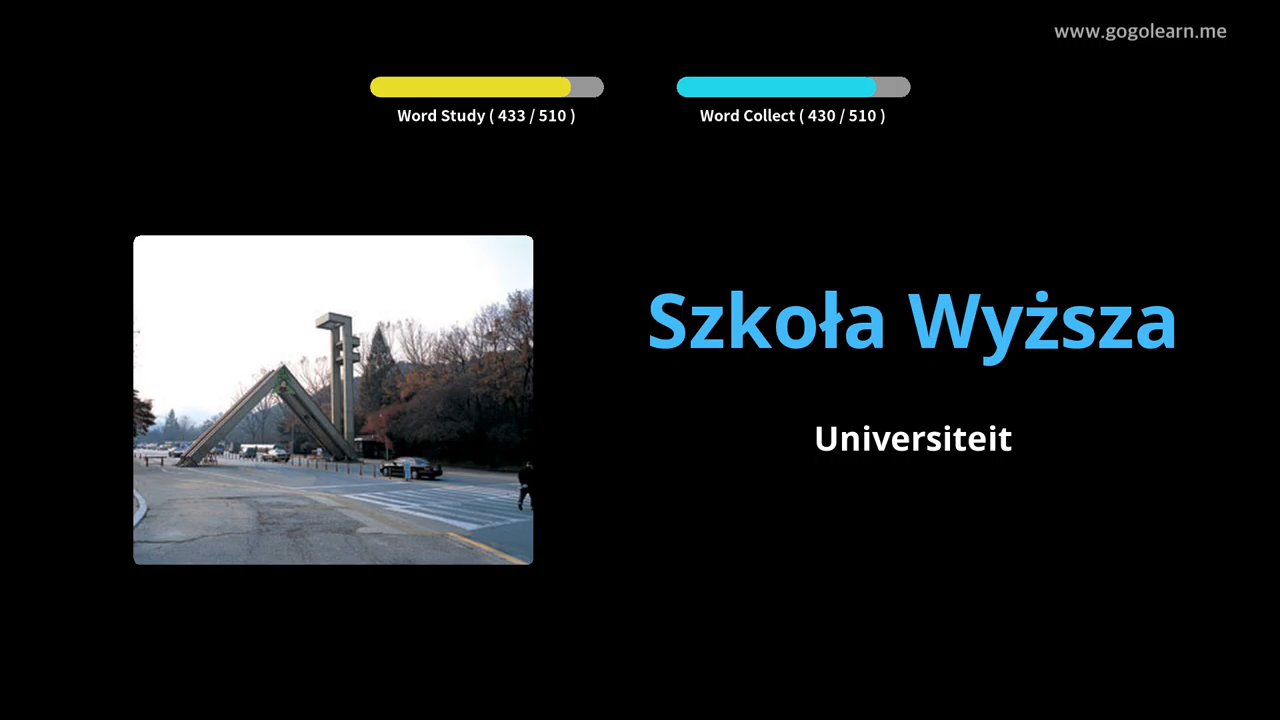 www.gogolearn.me
Word Study ( 433 / 510 )
Word Collect ( 430 / 510 )
Szkoła Wyższa
Universiteit